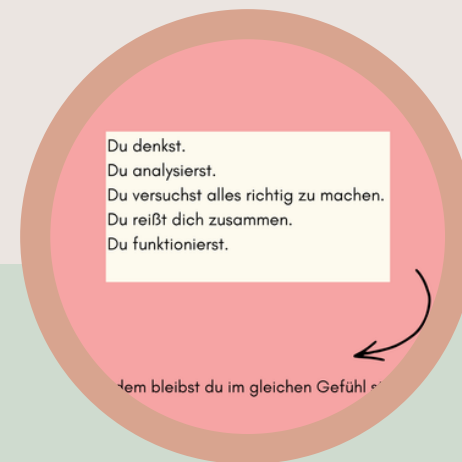 Du denkst.
Du analysierst.
Du versuchst alles richtig zu machen.
Du reißt dich zusammen.
Du funktionierst.
bleibst du im gleichen Gefühl